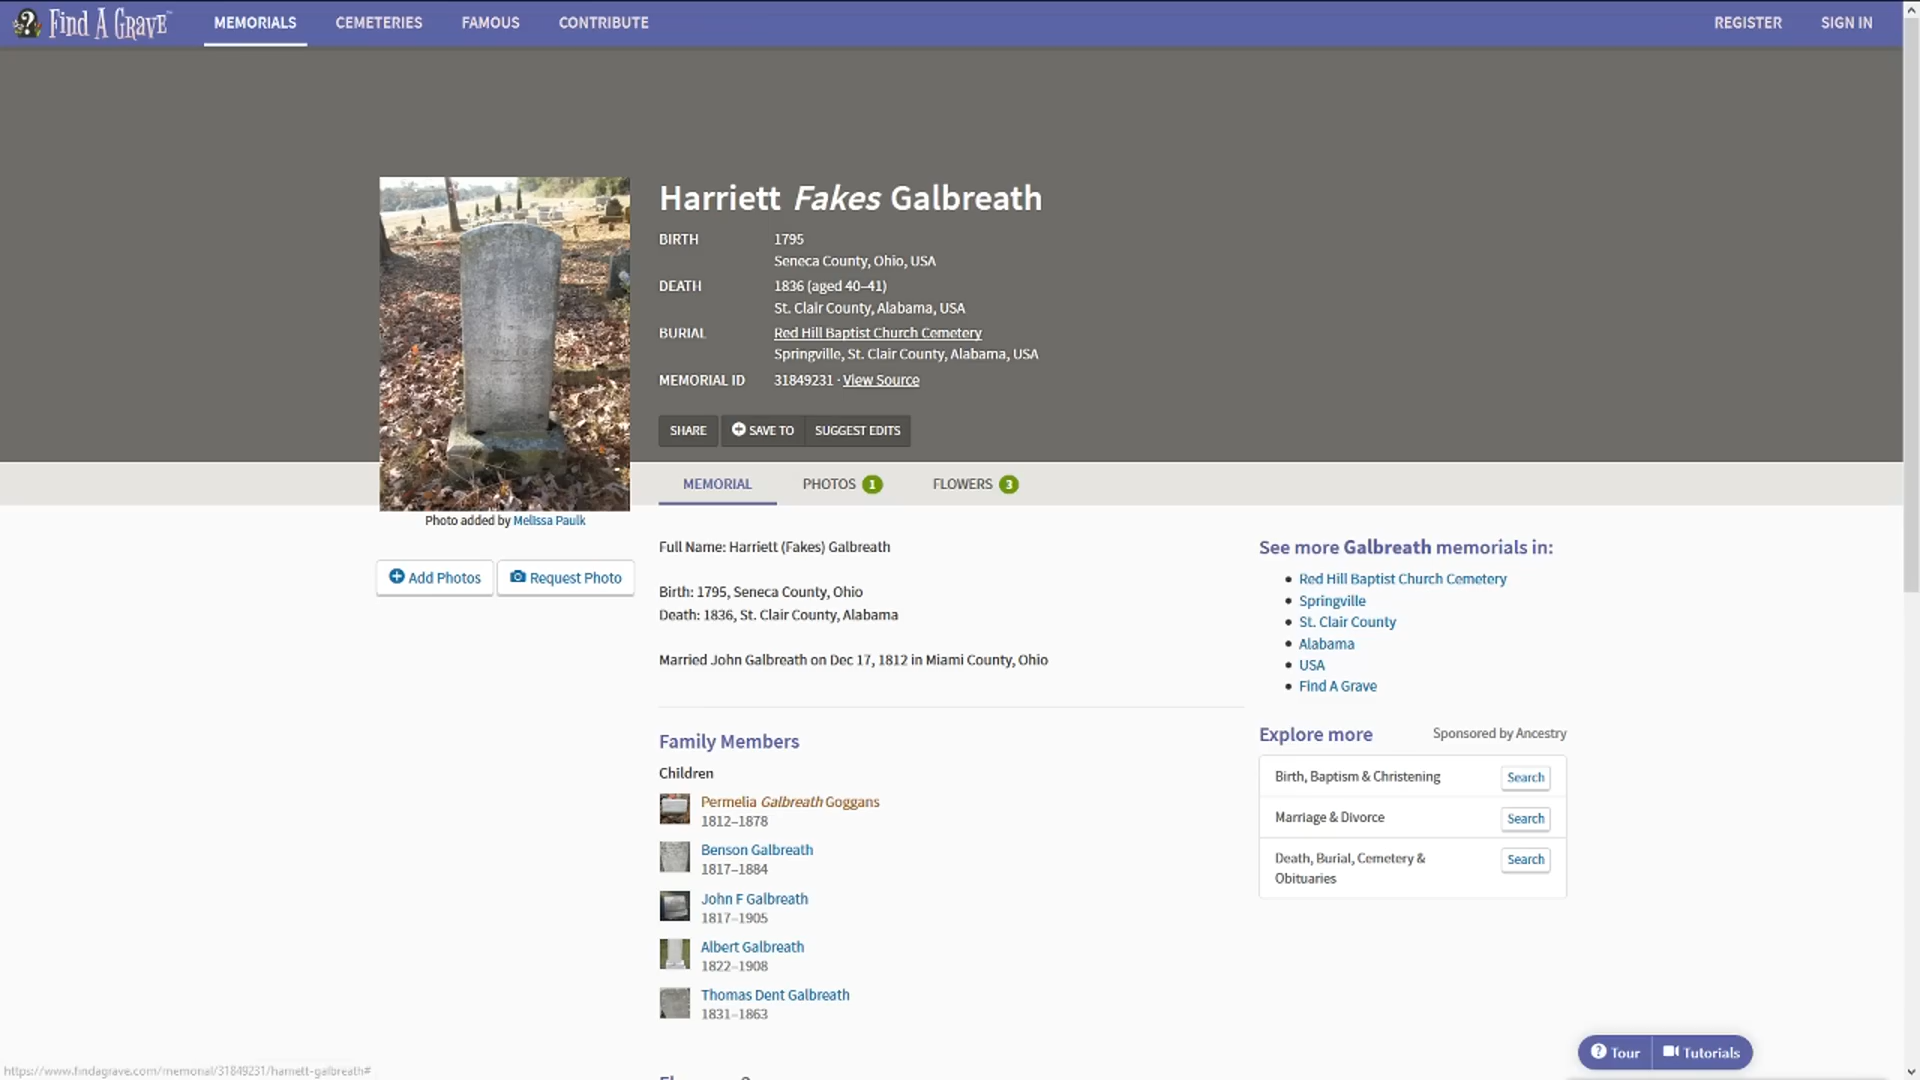 Find A Grave™
MEMORIALS
CEMETERIES
FAMOUS
CONTRIBUTE
REGISTER
SIGN IN
Harriett Fakes Galbreath
BIRTH 1795
Seneca County, Ohio, USA
DEATH 1836 (aged 40–41)
St. Clair County, Alabama, USA
BURIAL Red Hill Baptist Church Cemetery
Springville, St. Clair County, Alabama, USA
MEMORIAL ID 31849231 · View Source
SHARE
SAVE TO
SUGGEST EDITS
MEMORIAL
PHOTOS 1
FLOWERS 3
Photo added by Melissa Paulk
Add Photos
Request Photo
Full Name: Harriett (Fakes) Galbreath
Birth: 1795, Seneca County, Ohio
Death: 1836, St. Clair County, Alabama
Married John Galbreath on Dec 17, 1812 in Miami County, Ohio
Family Members
Children
Permelia Galbreath Goggans
1812–1878
Benson Galbreath
1817–1884
John F Galbreath
1817–1905
Albert Galbreath
1822–1908
Thomas Dent Galbreath
1831–1863
See more Galbreath memorials in:
Red Hill Baptist Church Cemetery
Springville
St. Clair County
Alabama
USA
Find A Grave
Explore more
Sponsored by Ancestry
Birth, Baptism & Christening
Search
Marriage & Divorce
Search
Death, Burial, Cemetery &
Obituaries
Search
Tour
Tutorials
https://www.findagrave.com/memorial/31849231/harriett-galbreath#